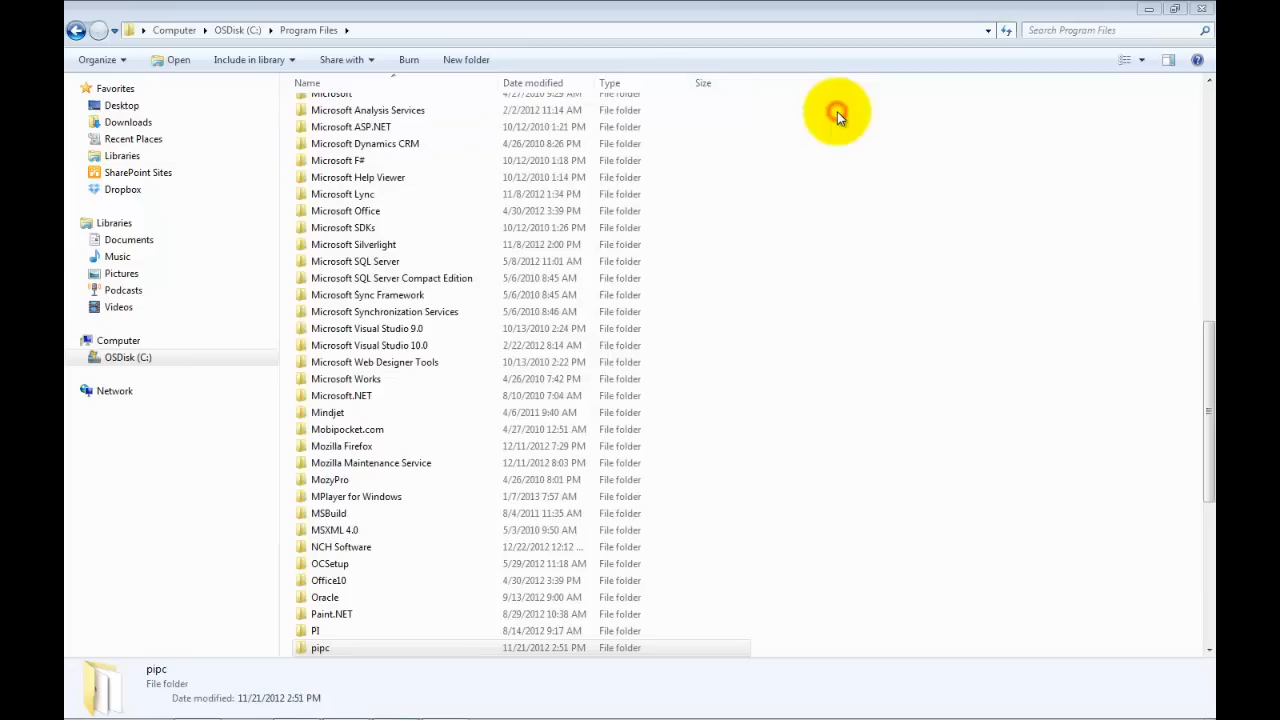 Computer OSDisk (C:) Program Files Search Program Files
Organize Open Include in library Share with Burn New folder
Favorites
Desktop
Downloads
Recent Places
Libraries
SharePoint Sites
Dropbox
Libraries
Documents
Music
Pictures
Podcasts
Videos
Computer
OSDisk (C:)
Network
Name Date modified Type Size
Microsoft 4/27/2010 9:29 AM File folder
Microsoft Analysis Services 2/2/2012 11:14 AM File folder
Microsoft ASP.NET 10/12/2010 1:21 PM File folder
Microsoft Dynamics CRM 4/26/2010 8:26 PM File folder
Microsoft F# 10/12/2010 1:18 PM File folder
Microsoft Help Viewer 10/12/2010 1:14 PM File folder
Microsoft Lync 11/8/2012 1:34 PM File folder
Microsoft Office 4/30/2012 3:39 PM File folder
Microsoft SDKs 10/12/2010 1:26 PM File folder
Microsoft Silverlight 11/8/2012 2:00 PM File folder
Microsoft SQL Server 5/8/2012 11:01 AM File folder
Microsoft SQL Server Compact Edition 5/6/2010 8:45 AM File folder
Microsoft Sync Framework 5/6/2010 8:45 AM File folder
Microsoft Synchronization Services 5/6/2010 8:46 AM File folder
Microsoft Visual Studio 9.0 10/13/2010 2:24 PM File folder
Microsoft Visual Studio 10.0 2/22/2012 8:14 AM File folder
Microsoft Web Designer Tools 10/13/2010 2:22 PM File folder
Microsoft Works 4/26/2010 7:42 PM File folder
Microsoft.NET 8/10/2010 7:04 AM File folder
Mindjet 4/6/2011 9:40 AM File folder
Mobipocket.com 4/27/2010 12:51 AM File folder
Mozilla Firefox 12/11/2012 7:29 PM File folder
Mozilla Maintenance Service 12/11/2012 8:03 PM File folder
MozyPro 4/26/2010 8:01 PM File folder
MPlayer for Windows 1/7/2013 7:57 AM File folder
MSBuild 8/4/2011 11:35 AM File folder
MSXML 4.0 5/3/2010 9:50 AM File folder
NCH Software 12/22/2012 12:12 ... File folder
OCSetup 5/29/2012 11:18 AM File folder
Office10 4/30/2012 3:39 PM File folder
Oracle 9/13/2012 9:00 AM File folder
Paint.NET 8/29/2012 10:38 AM File folder
PI 8/14/2012 9:17 AM File folder
pipc 11/21/2012 2:51 PM File folder
pipc
File folder
Date modified: 11/21/2012 2:51 PM